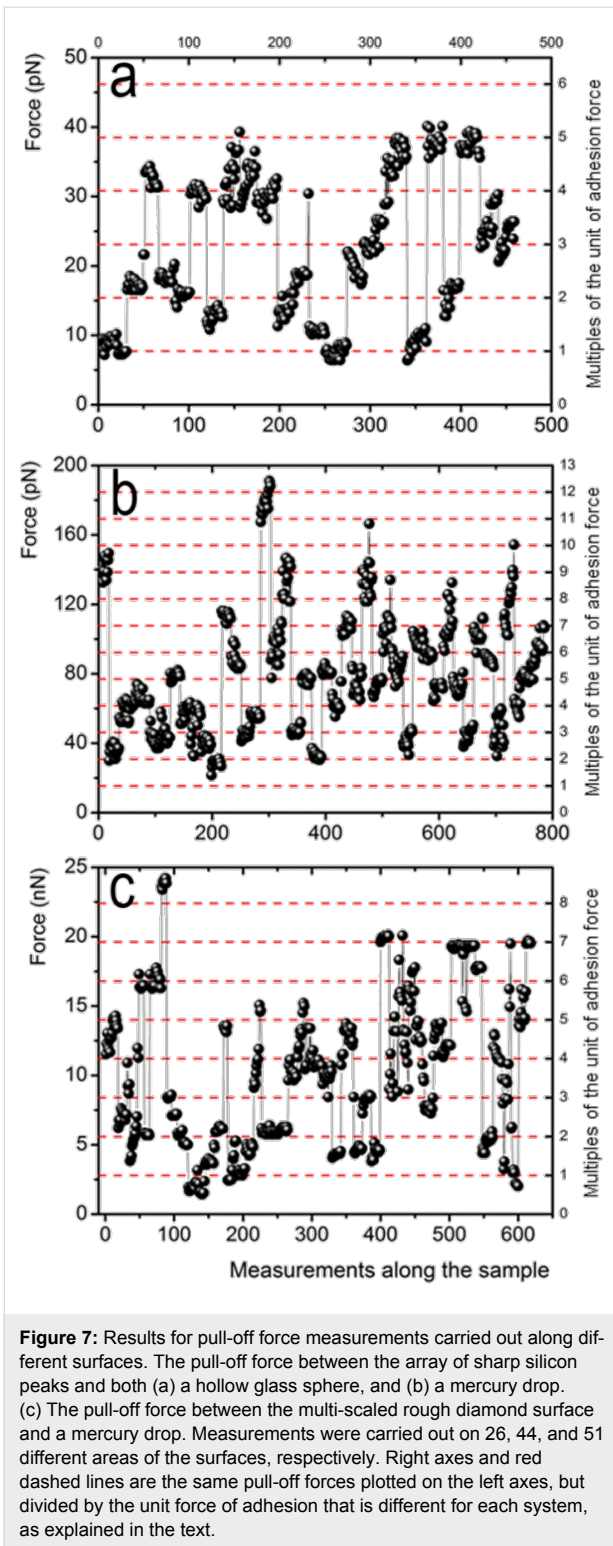 0 100 200 300 400 500
a
Force (pN)
50
40
30
20
10
0
6
5
4
3
2
1
0
Multiples of the unit of adhesion force
0 100 200 300 400 500
b
Force (pN)
200
160
120
80
40
0
13
12
11
10
9
8
7
6
5
4
3
2
1
0
Multiples of the unit of adhesion force
0 200 400 600 800
c
Force (nN)
25
20
15
10
5
0
8
7
6
5
4
3
2
1
0
Multiples of the unit of adhesion force
0 100 200 300 400 500 600
Measurements along the sample
Figure 7: Results for pull-off force measurements carried out along dif-
ferent surfaces. The pull-off force between the array of sharp silicon
peaks and both (a) a hollow glass sphere, and (b) a mercury drop.
(c) The pull-off force between the multi-scaled rough diamond surface
and a mercury drop. Measurements were carried out on 26, 44, and 51
different areas of the surfaces, respectively. Right axes and red
dashed lines are the same pull-off forces plotted on the left axes, but
divided by the unit force of adhesion that is different for each system,
as explained in the text.